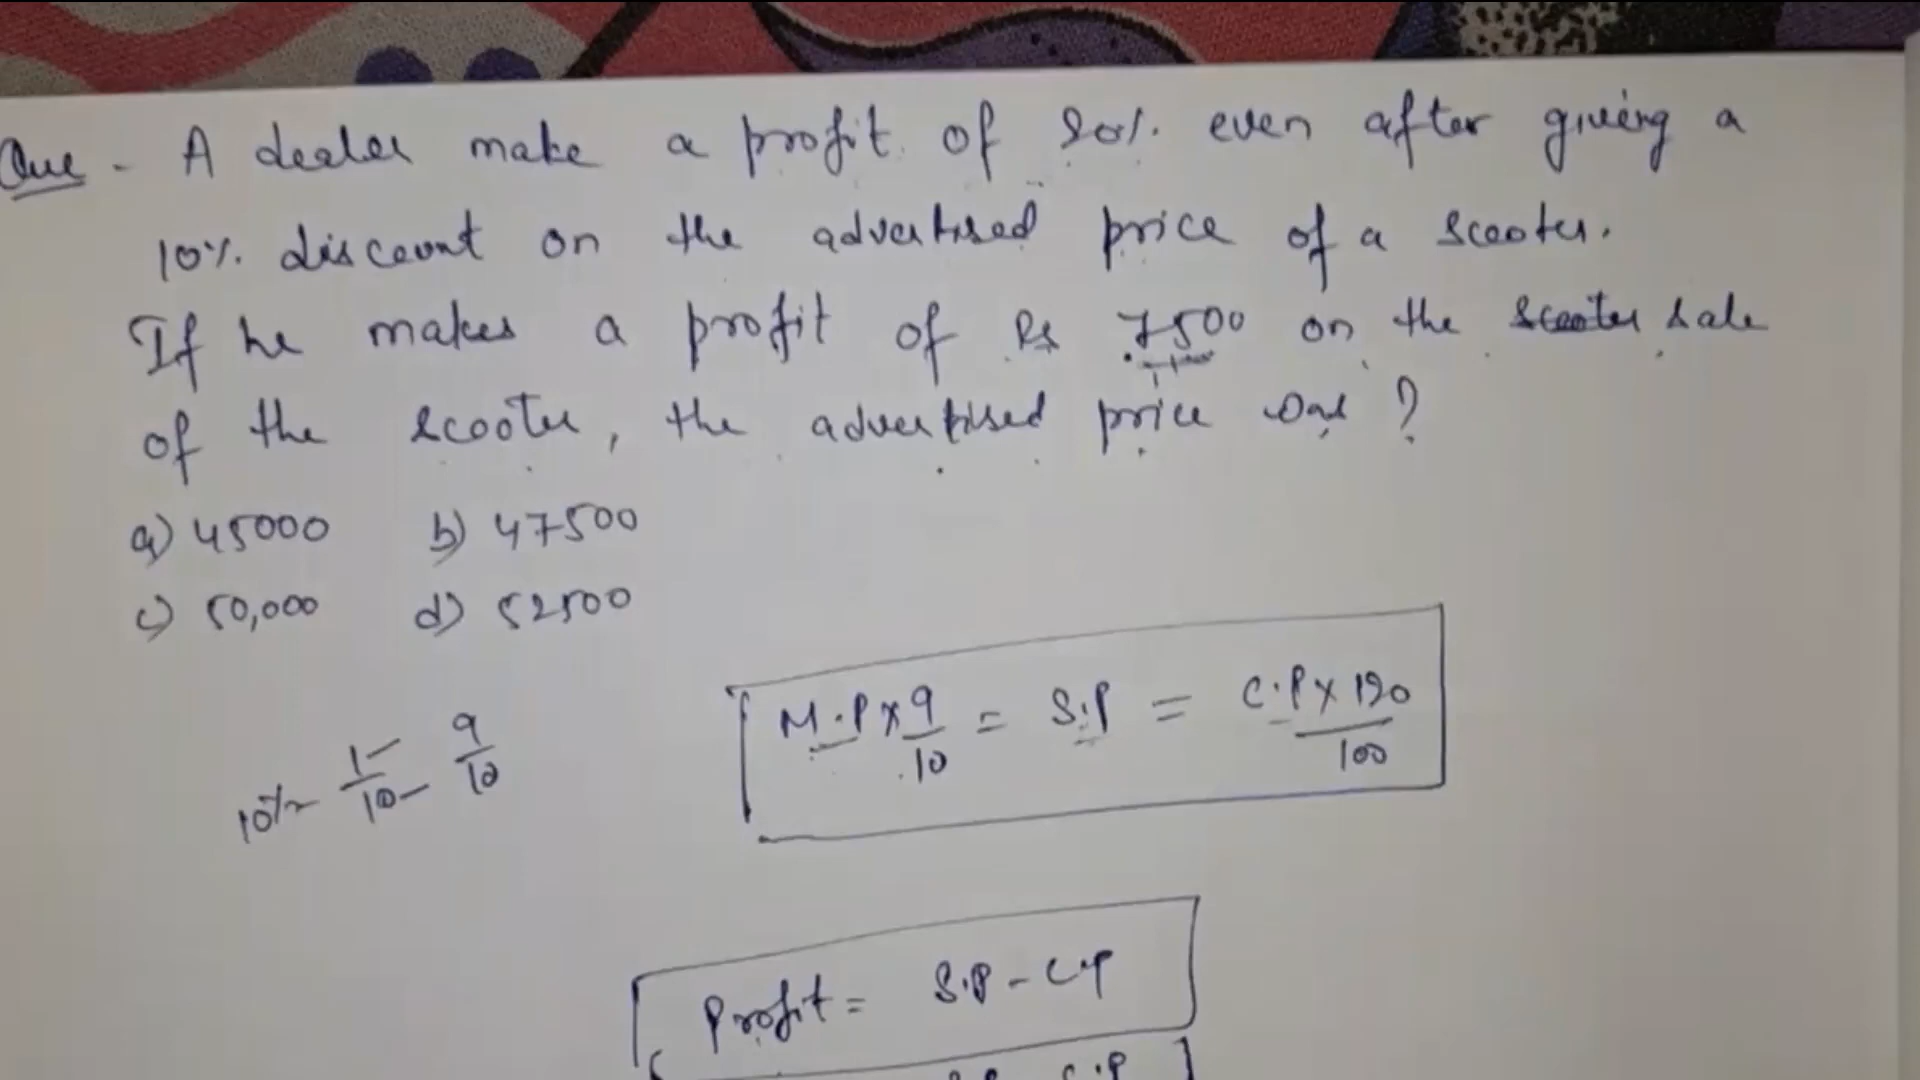 Que - A dealer make a profit of 20% even after giving a
10% discount on the advertised price of a scooter.
If he makes a profit of Rs 7500 on the scooter sale
of the scooter, the advertised price was ?
a) 45000 b) 47500
c) 50,000 d) 52500
M.P x 9/10 = S.P = C.P x 120/100
10% 1/10 - 9/10
Profit = S.P - C.P
C.P